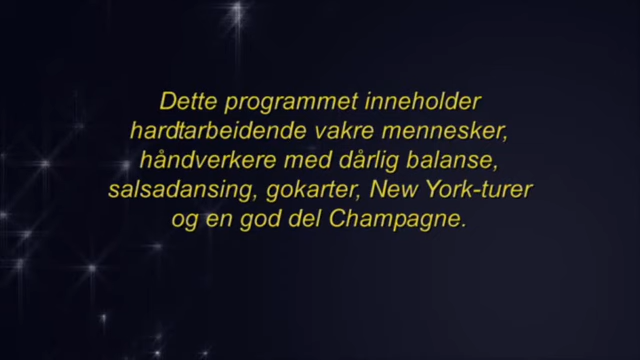 Dette programmet inneholder
hardtarbeidende vakre mennesker,
håndverkere med dårlig balanse,
salsadansing, gokarter, New York-turer
og en god del Champagne.